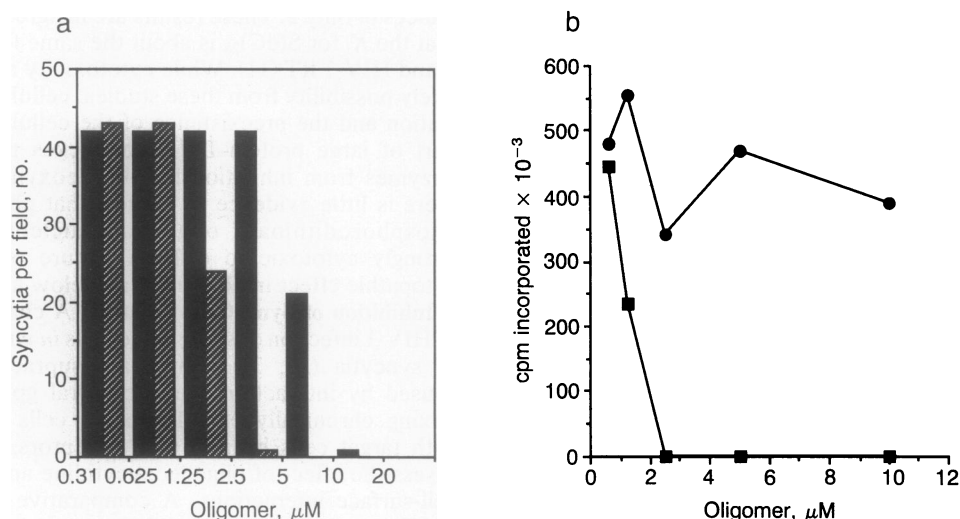 a
50
40
30
20
10
0
Syncytia per field, no.
0.31 0.625 1.25 2.5 5 10 20
Oligomer, μM
b
600
500
400
300
200
100
0
cpm incorporated × 10⁻³
0 2 4 6 8 10 12
Oligomer, μM